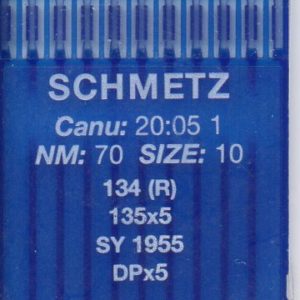 SCHMETZ
Canu: 20:05 1
NM: 70 SIZE: 10
134 (R)
135x5
SY 1955
DPx5